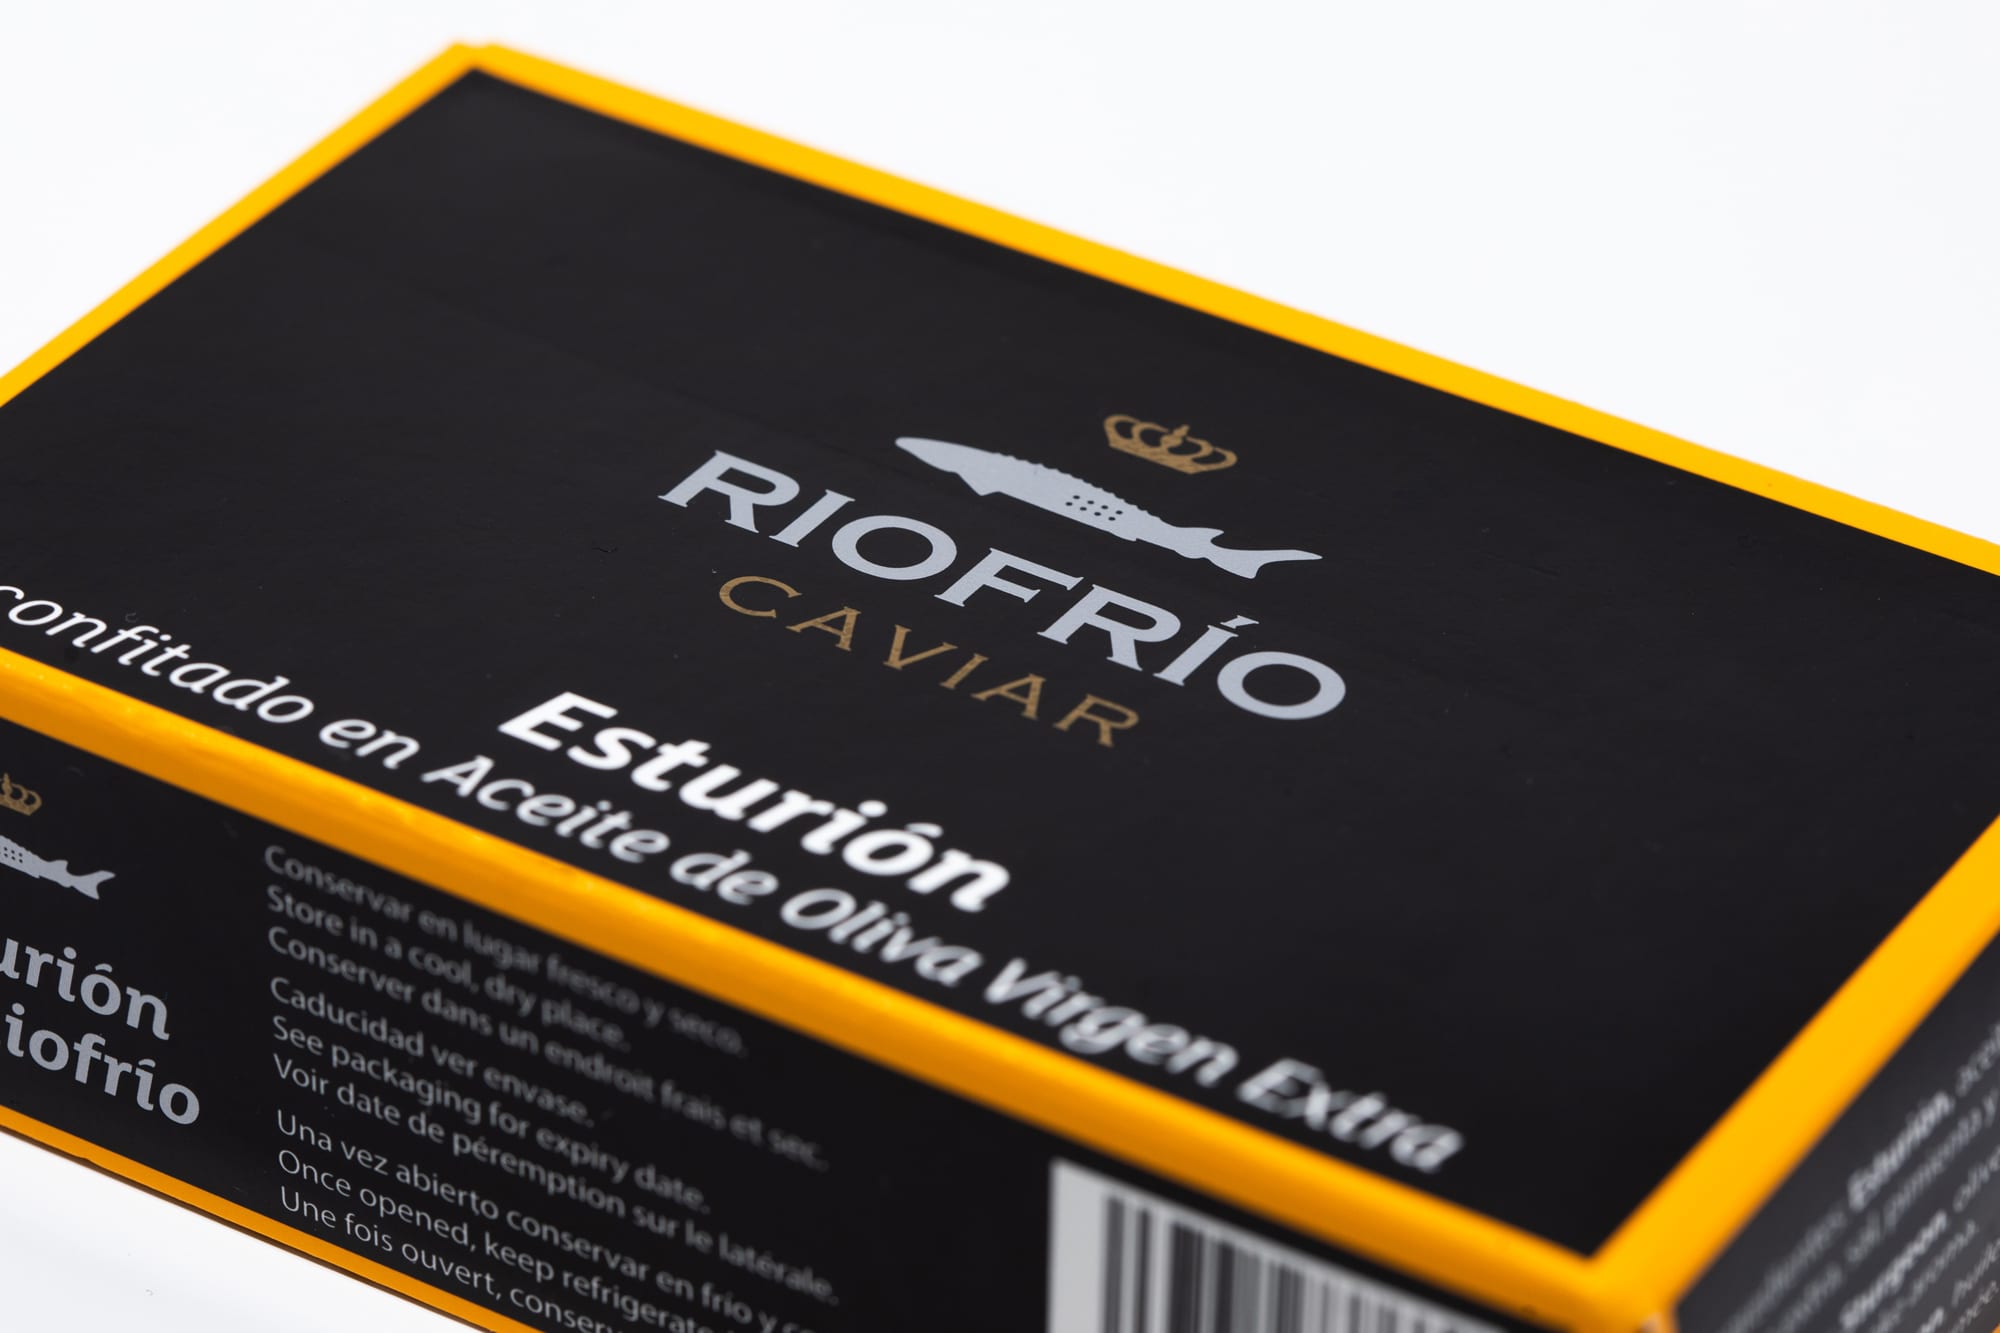 RIOFRÍO
CAVIAR
Esturión
confitado en Aceite de Oliva Virgen Extra
urión
iofrío
Conservar en lugar fresco y seco.
Store in a cool, dry place.
Conserver dans un endroit frais et sec.
Caducidad ver envase.
See packaging for expiry date.
Voir date de péremption sur le latérale.
Una vez abierto conservar en frío y
Once opened, keep refrigerate
Une fois ouvert, conser
Esturión,
Sturgeon,